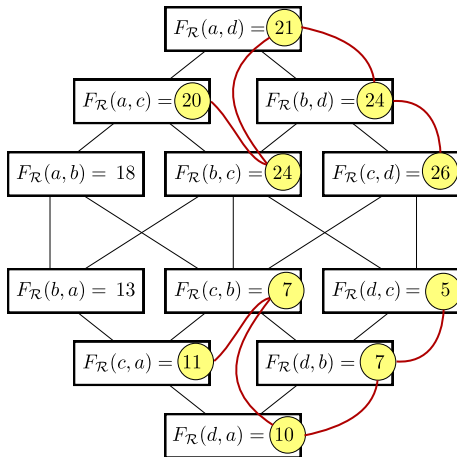 F_R(a, d) = 21
F_R(a, c) = 20 F_R(b, d) = 24
F_R(a, b) = 18 F_R(b, c) = 24 F_R(c, d) = 26
F_R(b, a) = 13 F_R(c, b) = 7 F_R(d, c) = 5
F_R(c, a) = 11 F_R(d, b) = 7
F_R(d, a) = 10